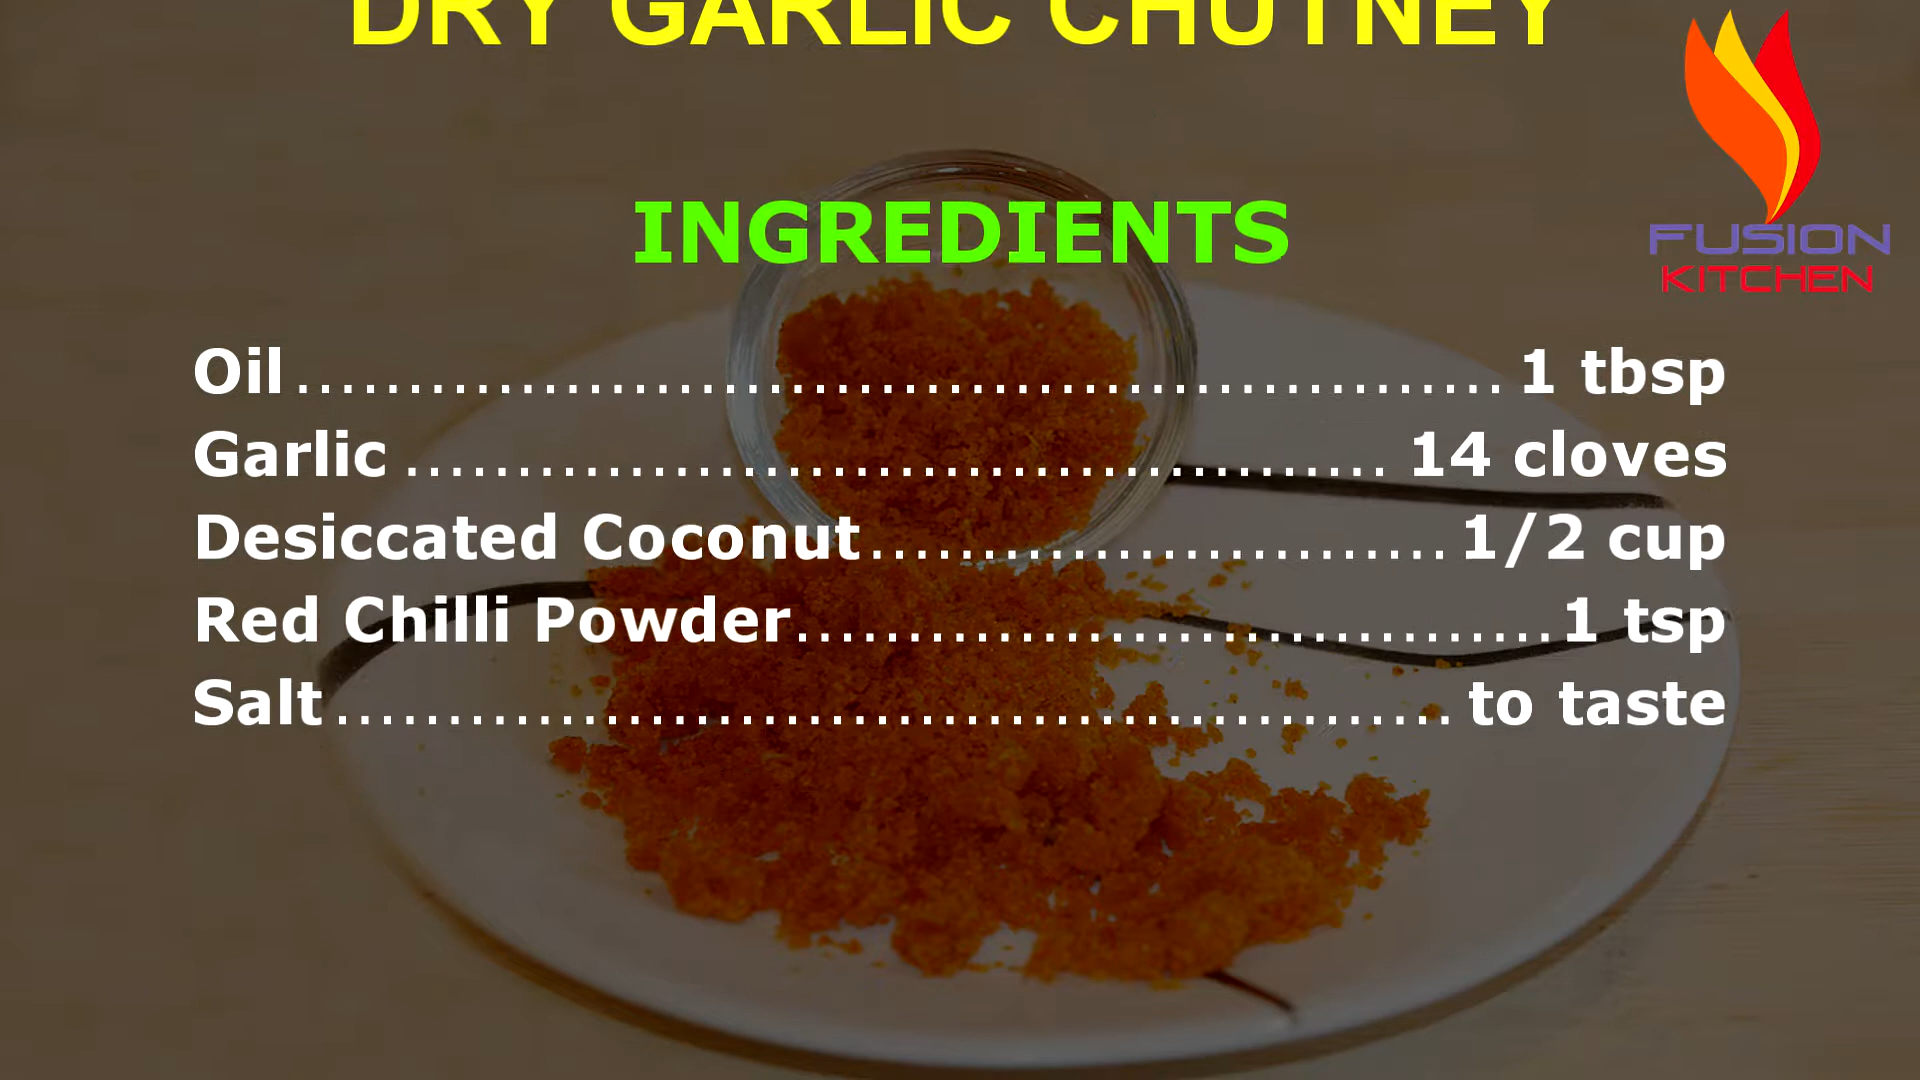 DRY GARLIC CHUTNEY
FUSION
KITCHEN
INGREDIENTS
Oil ........................................................ 1 tbsp
Garlic ............................................. 14 cloves
Desiccated Coconut .......................... 1/2 cup
Red Chilli Powder .................................. 1 tsp
Salt .................................................. to taste